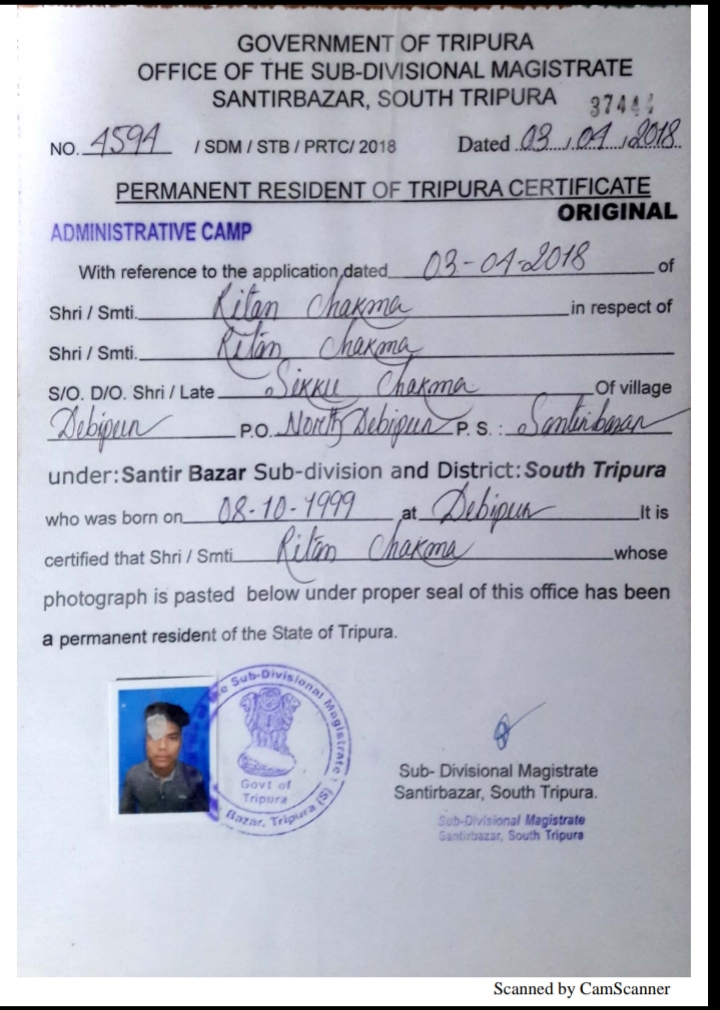 GOVERNMENT OF TRIPURA
OFFICE OF THE SUB-DIVISIONAL MAGISTRATE
SANTIRBAZAR, SOUTH TRIPURA 3744
NO. 4594 / SDM / STB / PRTC/ 2018 Dated 03.04.2018
PERMANENT RESIDENT OF TRIPURA CERTIFICATE
ORIGINAL
ADMINISTRATIVE CAMP
With reference to the application dated 03-04-2018 of
Shri / Smti. Ritan Chakma in respect of
Shri / Smti. Ritan Chakma
S/O. D/O. Shri / Late Sikku Chakma Of village
Debipur P.O. North Debipur P. S. : Santirbazar
under: Santir Bazar Sub-division and District: South Tripura
who was born on 08-10-1999 at Debipur It is
certified that Shri / Smti. Ritan Chakma whose
photograph is pasted below under proper seal of this office has been
a permanent resident of the State of Tripura.
Sub-Divisional Magistrate
Govt of
Tripura
Bazar, Tripura (S)
Sub- Divisional Magistrate
Santirbazar, South Tripura.
Sub-Divisional Magistrate
Santirbazar, South Tripura
Scanned by CamScanner